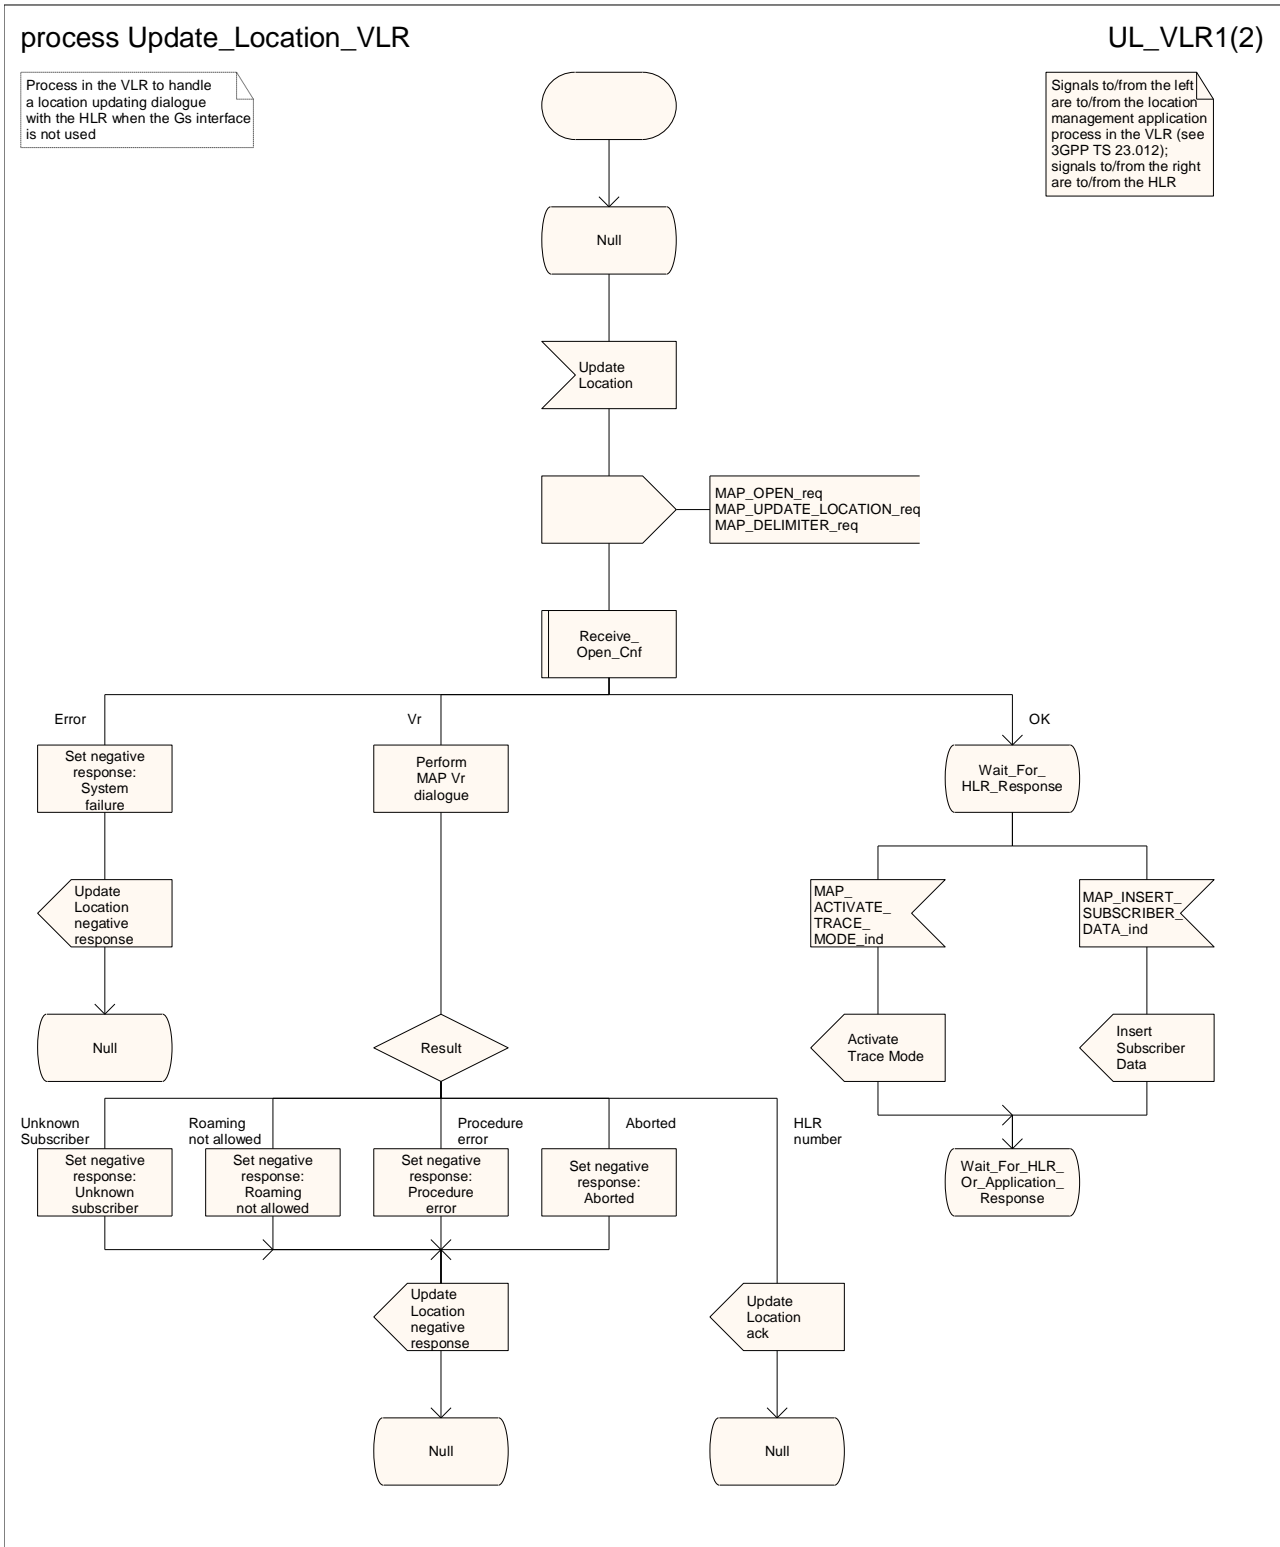 process Update_Location_VLR
UL_VLR1(2)
Process in the VLR to handle
a location updating dialogue
with the HLR when the Gs interface
is not used
Signals to/from the left
are to/from the location
management application
process in the VLR (see
3GPP TS 23.012);
signals to/from the right
are to/from the HLR
Null
Update
Location
MAP_OPEN_req
MAP_UPDATE_LOCATION_req
MAP_DELIMITER_req
Receive_
Open_Cnf
Error
Vr
OK
Set negative
response:
System
failure
Perform
MAP Vr
dialogue
Wait_For_
HLR_Response
Update
Location
negative
response
MAP_
ACTIVATE_
TRACE_
MODE_ind
MAP_INSERT_
SUBSCRIBER_
DATA_ind
Null
Result
Activate
Trace Mode
Insert
Subscriber
Data
Unknown
Subscriber
Roaming
not allowed
Procedure
error
Aborted
HLR
number
Set negative
response:
Unknown
subscriber
Set negative
response:
Roaming
not allowed
Set negative
response:
Procedure
error
Set negative
response:
Aborted
Wait_For_HLR_
Or_Application_
Response
Update
Location
negative
response
Update
Location
ack
Null
Null